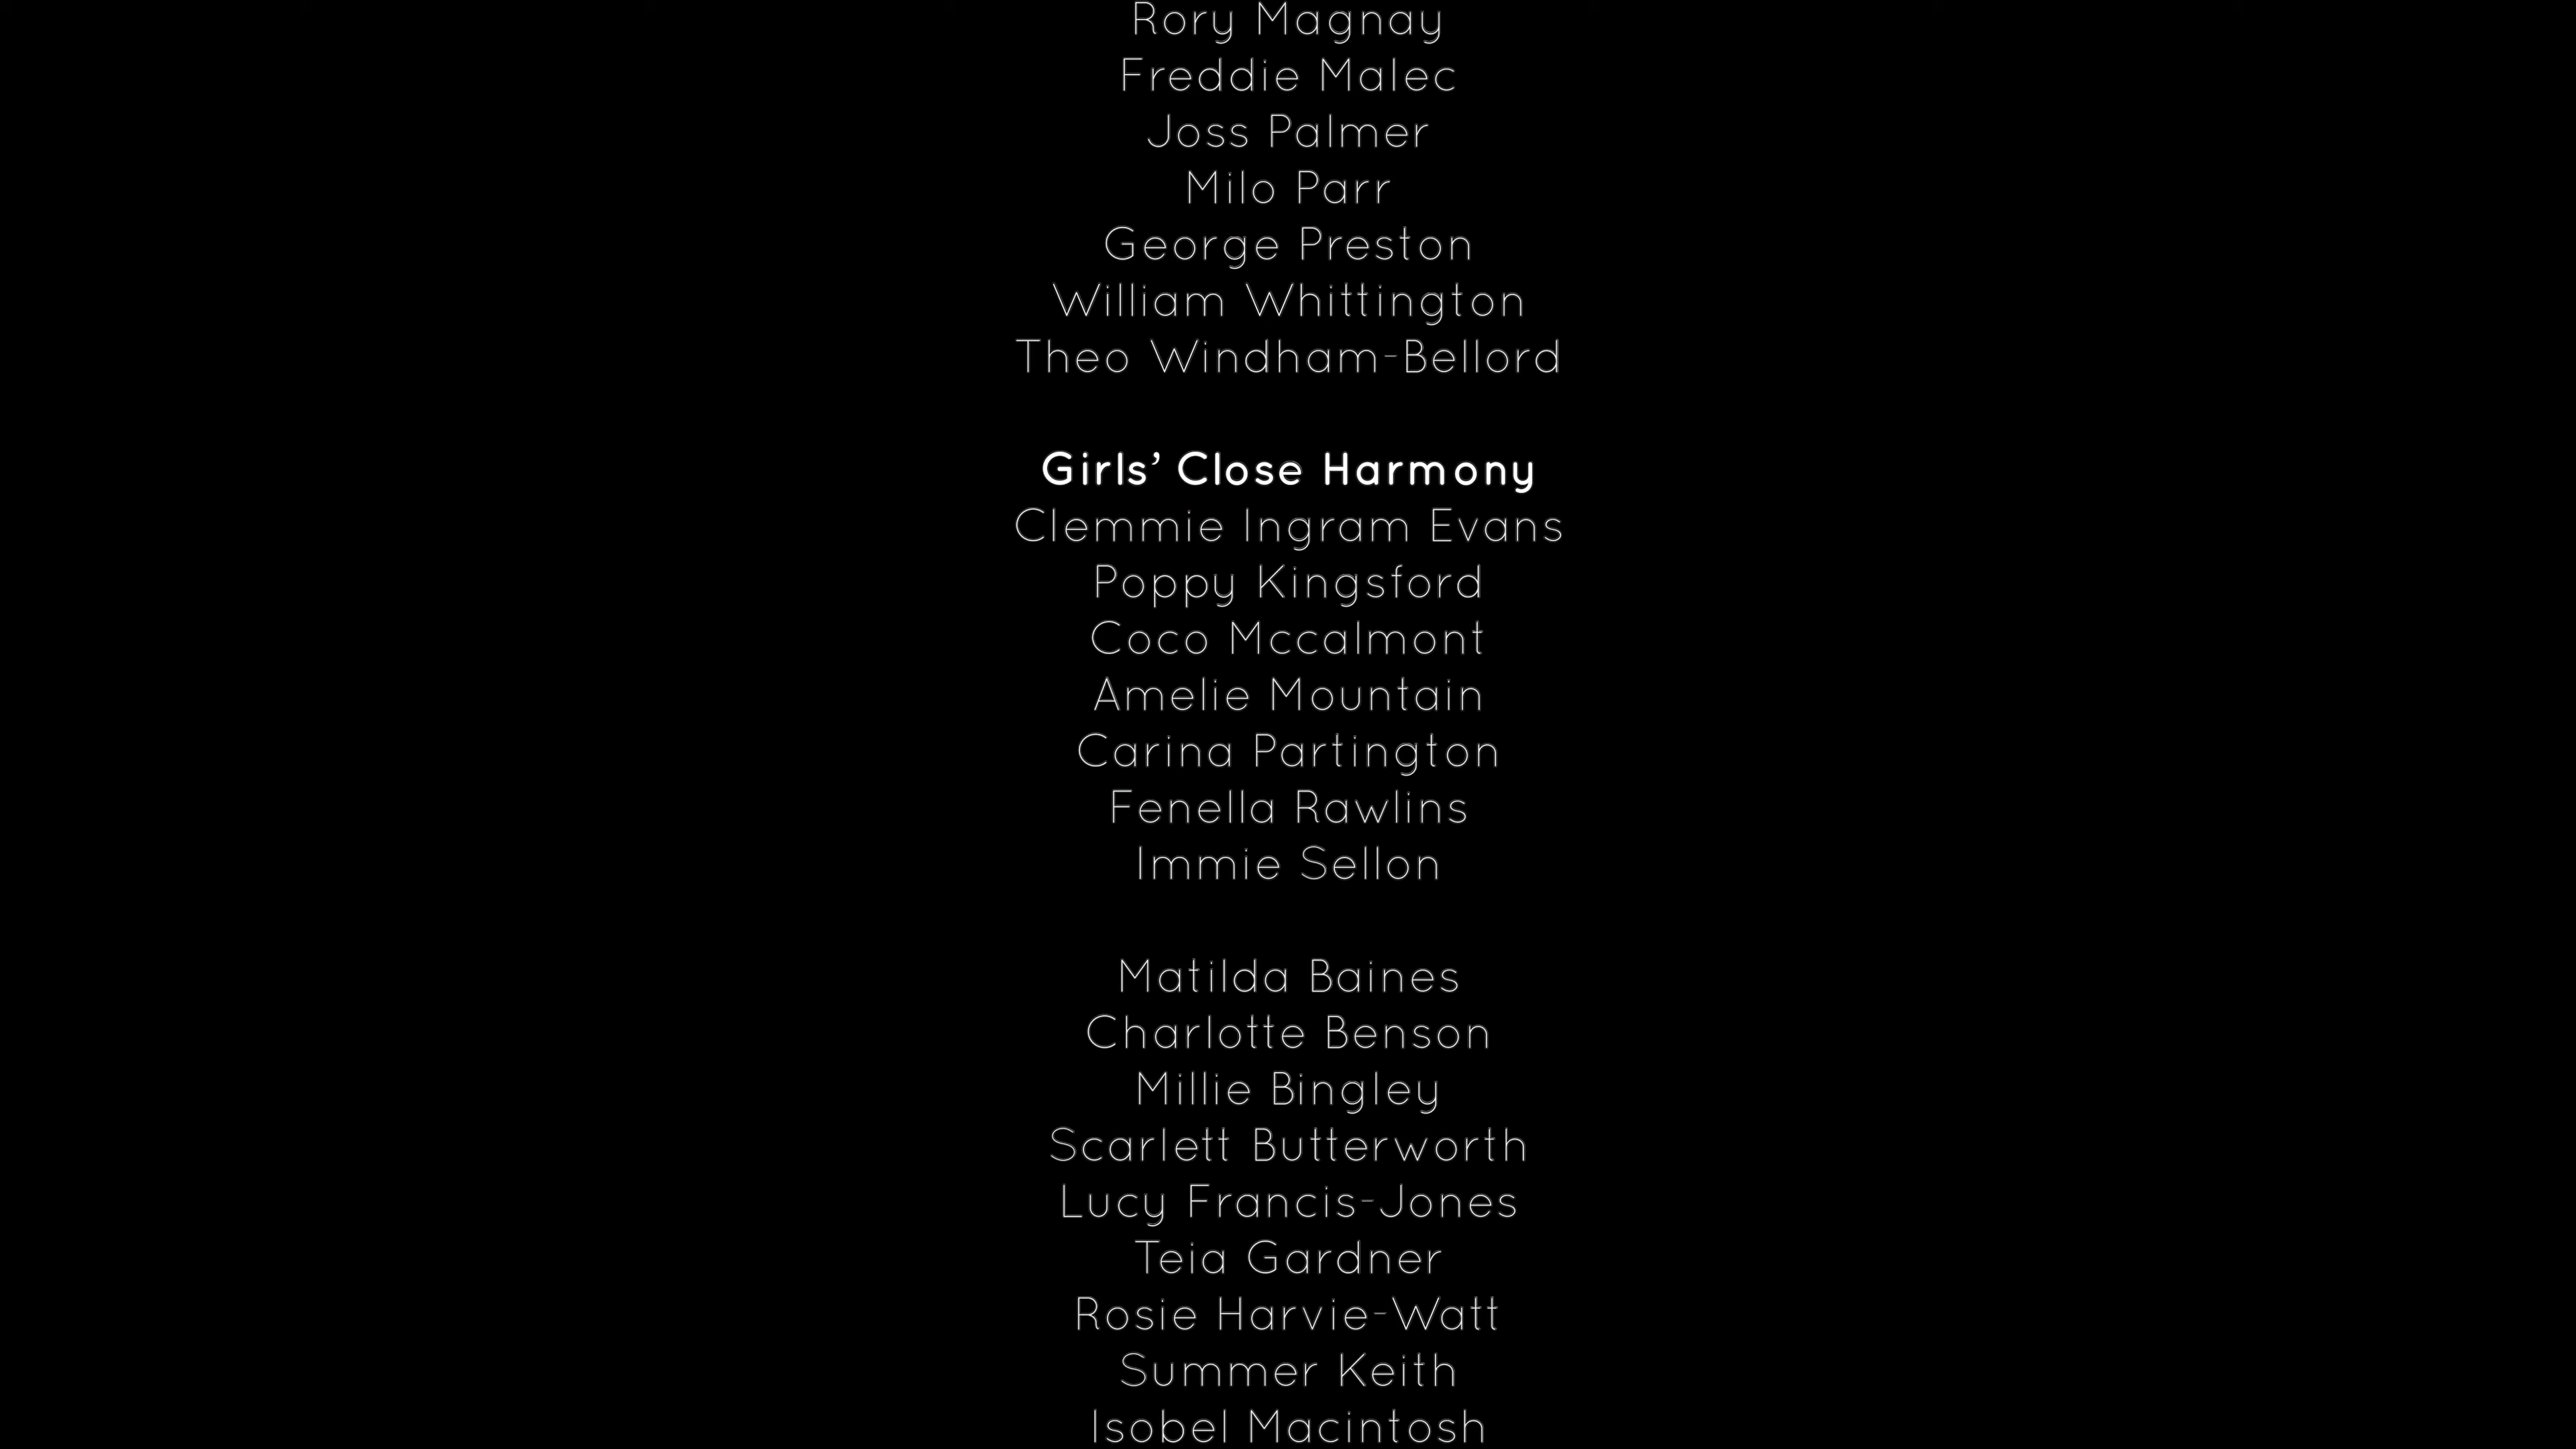 Rory Magnay
Freddie Malec
Joss Palmer
Milo Parr
George Preston
William Whittington
Theo Windham-Bellord
Girls’ Close Harmony
Clemmie Ingram Evans
Poppy Kingsford
Coco Mccalmont
Amelie Mountain
Carina Partington
Fenella Rawlins
Immie Sellon
Matilda Baines
Charlotte Benson
Millie Bingley
Scarlett Butterworth
Lucy Francis-Jones
Teia Gardner
Rosie Harvie-Watt
Summer Keith
Isobel Macintosh